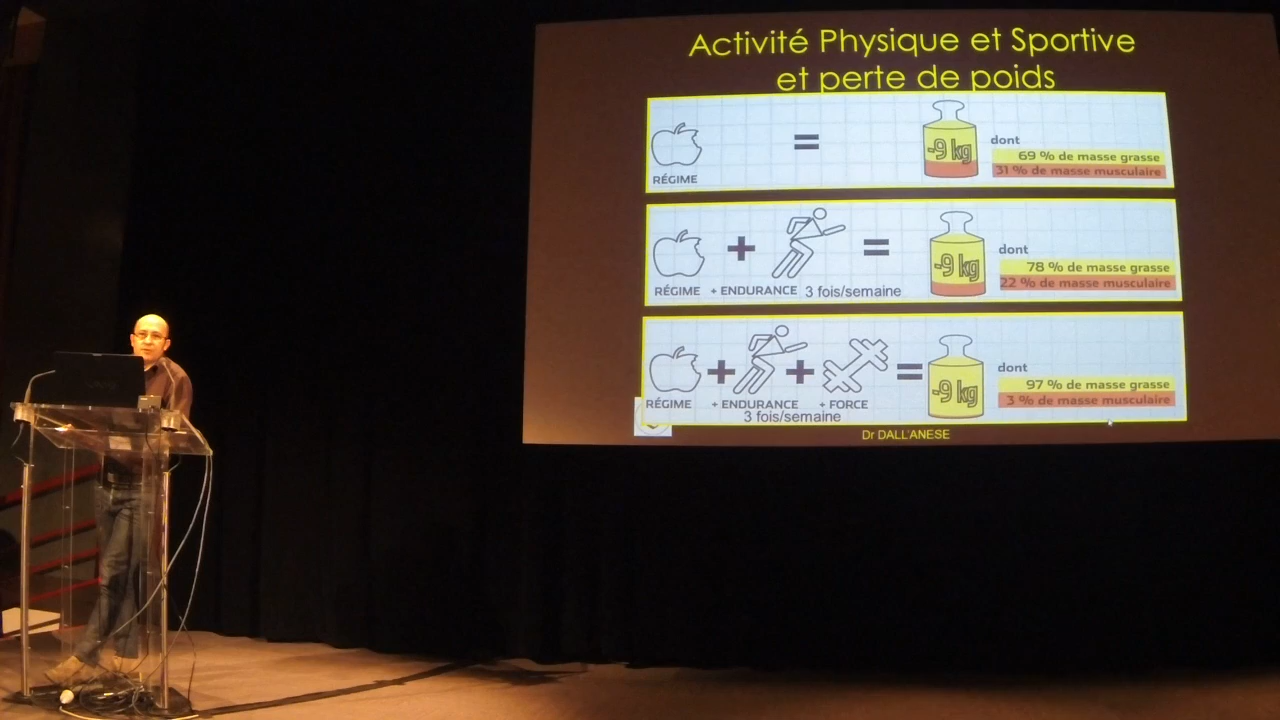 Activité Physique et Sportive
et perte de poids
RÉGIME
=
-9 kg
dont
69 % de masse grasse
31 % de masse musculaire
RÉGIME
+
+ ENDURANCE
3 fois/semaine
=
-9 kg
dont
78 % de masse grasse
22 % de masse musculaire
RÉGIME
+
+ ENDURANCE
3 fois/semaine
+
+ FORCE
=
-9 kg
dont
97 % de masse grasse
3 % de masse musculaire
Dr DALL'ANESE
VAIO